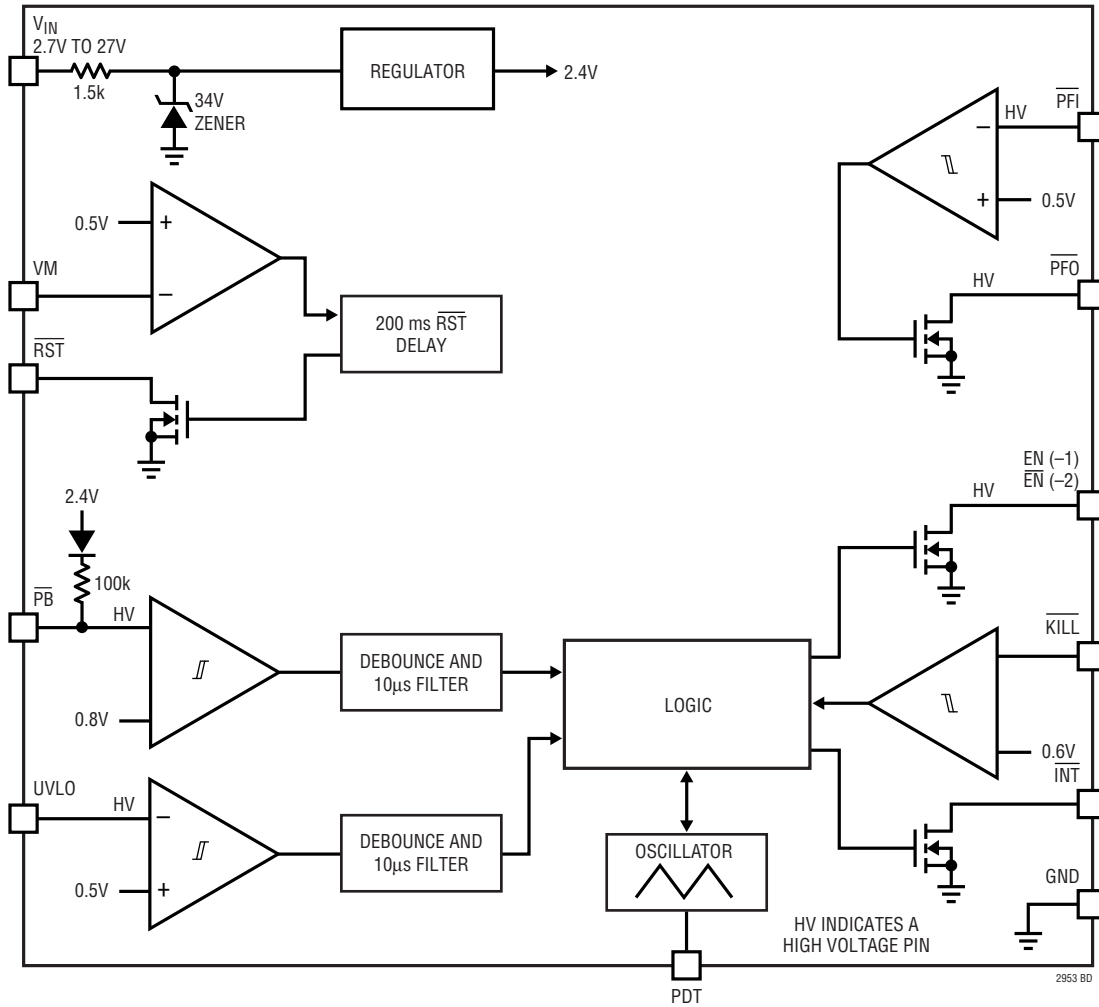 VIN
2.7V TO 27V
1.5k
34V
ZENER
REGULATOR
2.4V
HV
PFI
−
+
0.5V
0.5V
+
VM
−
200 ms RST
DELAY
RST
HV
PFO
2.4V
100k
PB
HV
0.8V
DEBOUNCE AND
10µs FILTER
UVLO
HV
−
0.5V
+
DEBOUNCE AND
10µs FILTER
LOGIC
OSCILLATOR
PDT
EN (–1)
EN (–2)
HV
KILL
0.6V
INT
GND
HV INDICATES A
HIGH VOLTAGE PIN
2953 BD